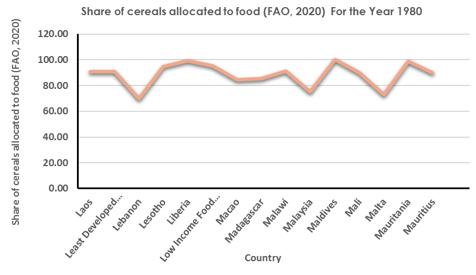 Share of cereals allocated to food (FAO, 2020)  For the Year 1980
Share of cereals allocated to food (FAO, 2020)
120.00
100.00
80.00
60.00
40.00
20.00
0.00
Laos
Least Developed...
Lebanon
Lesotho
Liberia
Low Income Food...
Macao
Madagascar
Malawi
Malaysia
Maldives
Mali
Malta
Mauritania
Mauritius
Country